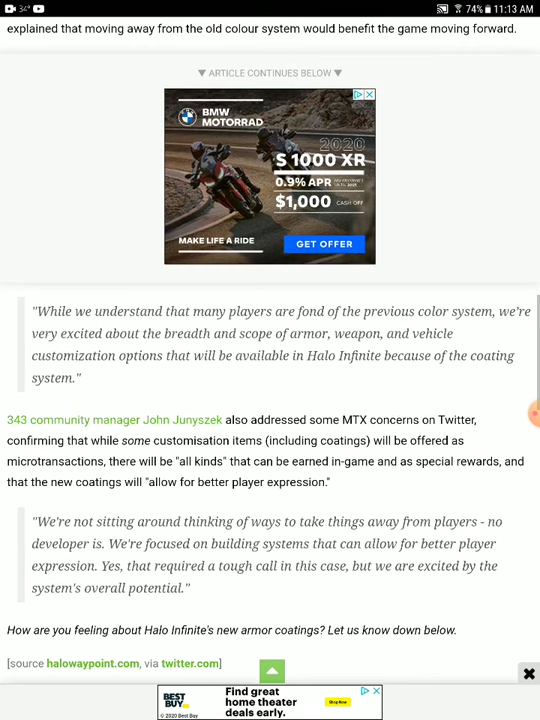 34°
74% 11:13 AM
explained that moving away from the old colour system would benefit the game moving forward.
▼ ARTICLE CONTINUES BELOW ▼
BMW
MOTORRAD
2020
S 1000 XR
0.9% APR
$1,000 CASH OFF
MAKE LIFE A RIDE
GET OFFER
"While we understand that many players are fond of the previous color system, we're
very excited about the breadth and scope of armor, weapon, and vehicle
customization options that will be available in Halo Infinite because of the coating
system."
343 community manager John Junyszek also addressed some MTX concerns on Twitter,
confirming that while some customisation items (including coatings) will be offered as
microtransactions, there will be "all kinds" that can be earned in-game and as special rewards, and
that the new coatings will "allow for better player expression."
"We're not sitting around thinking of ways to take things away from players - no
developer is. We're focused on building systems that can allow for better player
expression. Yes, that required a tough call in this case, but we are excited by the
system's overall potential."
How are you feeling about Halo Infinite's new armor coatings? Let us know down below.
[source halowaypoint.com, via twitter.com]
BEST
BUY
© 2020 Best Buy
Find great
home theater
deals early.
Shop Now